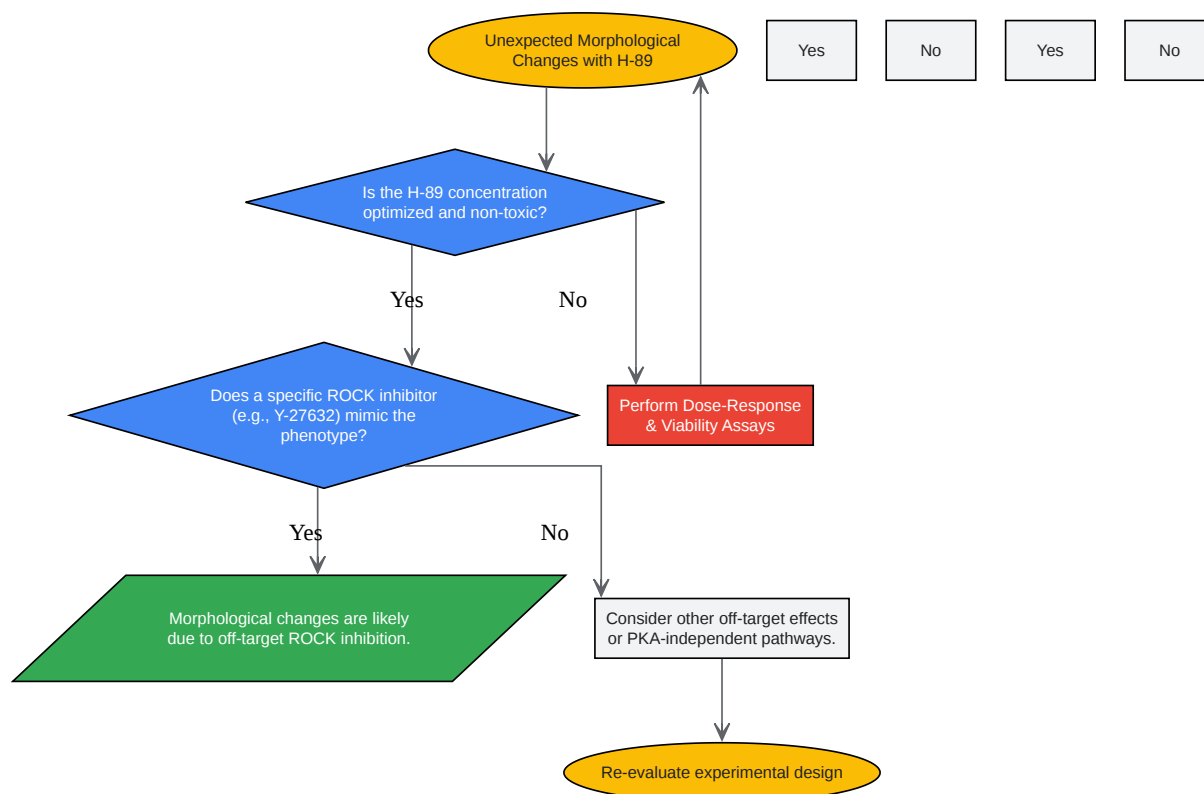 Unexpected Morphological
Changes with H-89
Yes
No
Yes
No
Is the H-89 concentration
optimized and non-toxic?
Yes
No
Does a specific ROCK inhibitor
(e.g., Y-27632) mimic the
phenotype?
Perform Dose-Response
& Viability Assays
Yes
No
Morphological changes are likely
due to off-target ROCK inhibition.
Consider other off-target effects
or PKA-independent pathways.
Re-evaluate experimental design